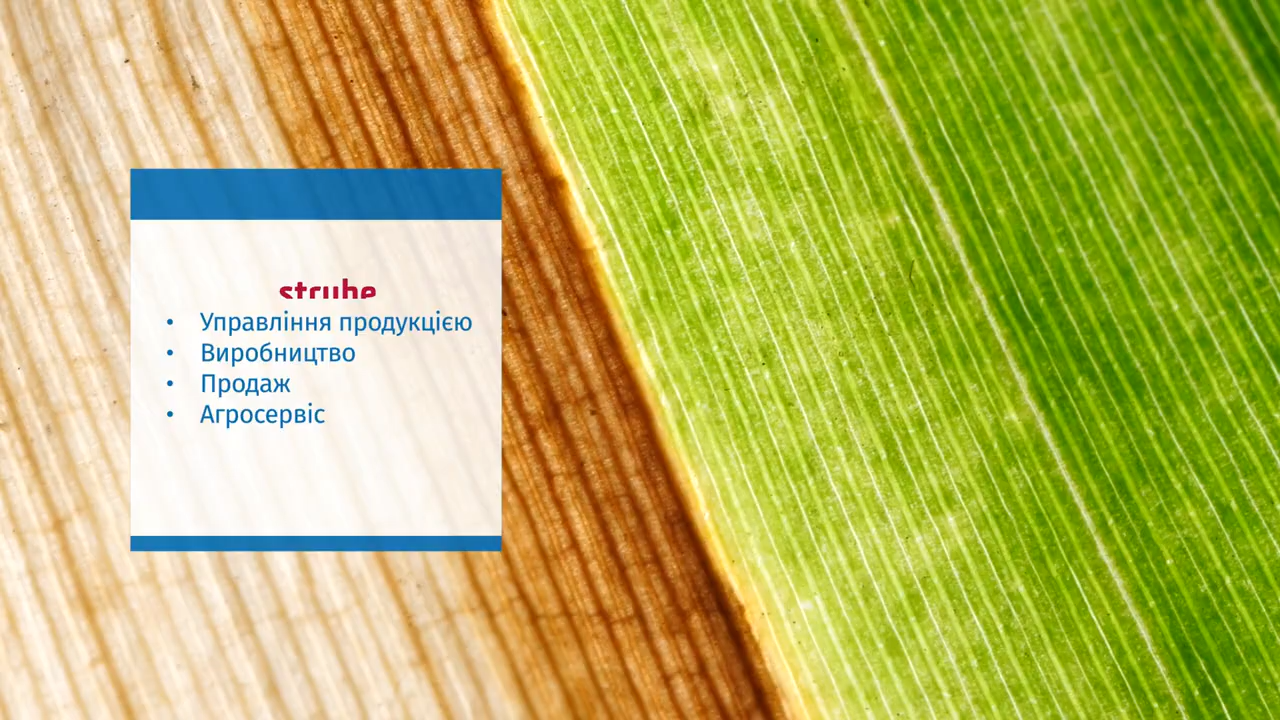 strube
• Управління продукцією
• Виробництво
• Продаж
• Агросервіс